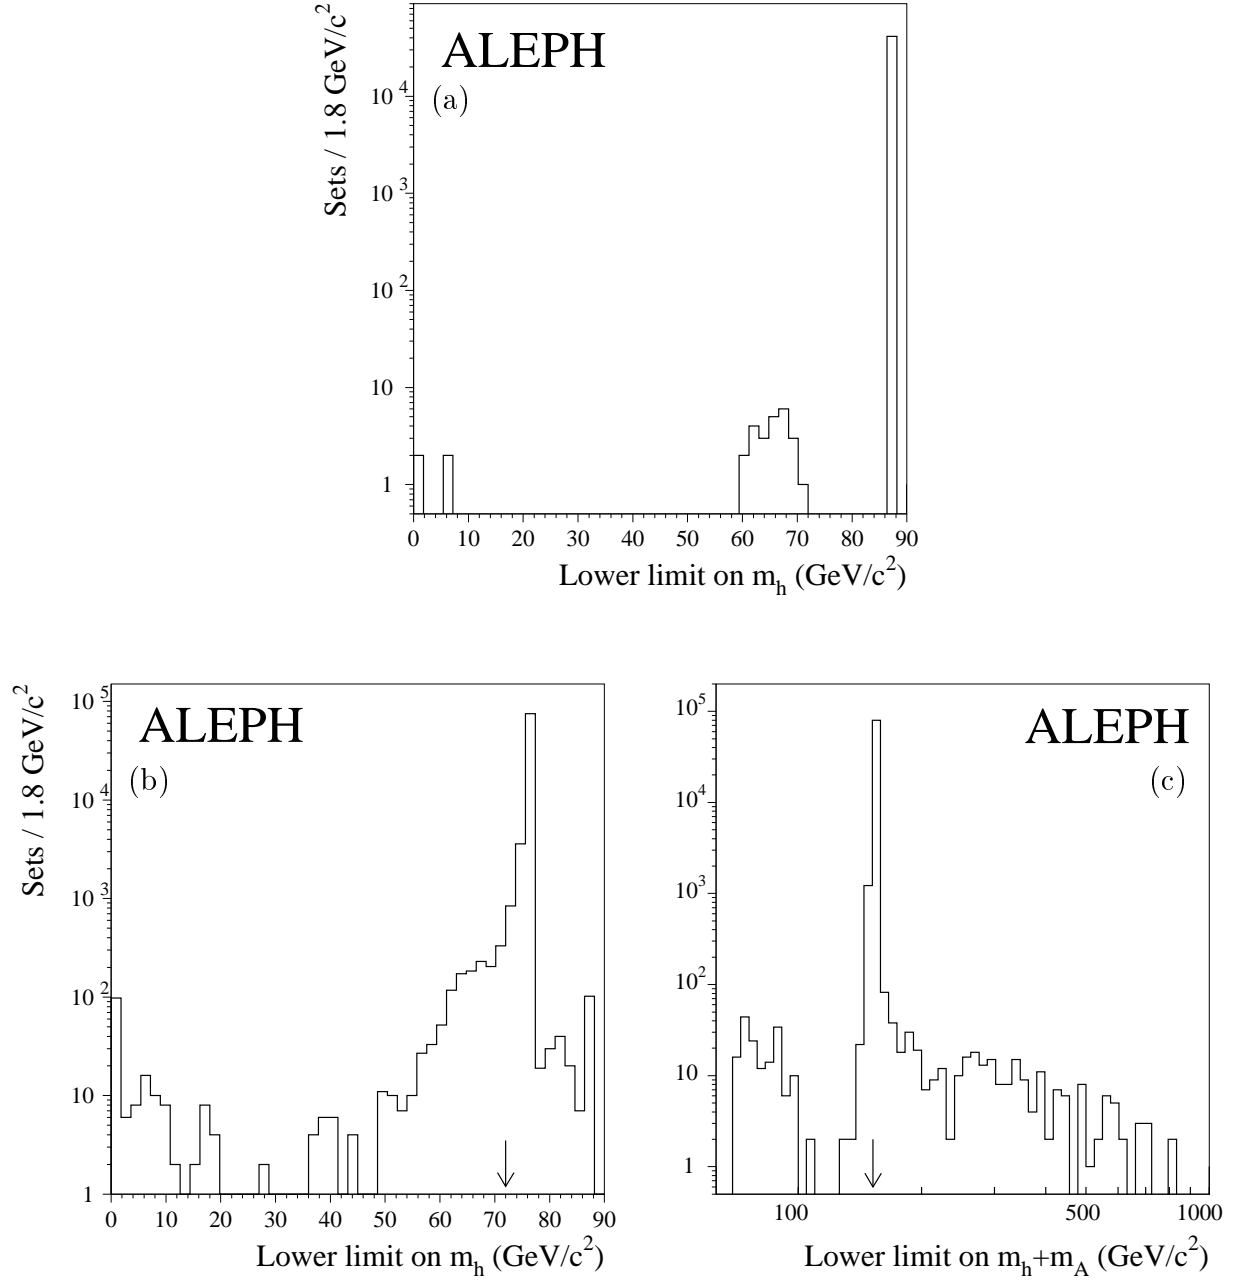 Sets / 1.8 GeV/c²
ALEPH
(a)
10⁴
10³
10²
10
1
0 10 20 30 40 50 60 70 80 90
Lower limit on mₕ (GeV/c²)
Sets / 1.8 GeV/c²
ALEPH
(b)
10⁵
10⁴
10³
10²
10
1
0 10 20 30 40 50 60 70 80 90
Lower limit on mₕ (GeV/c²)
ALEPH
(c)
10⁵
10⁴
10³
10²
10
1
100 500 1000
Lower limit on mₕ+m_A (GeV/c²)